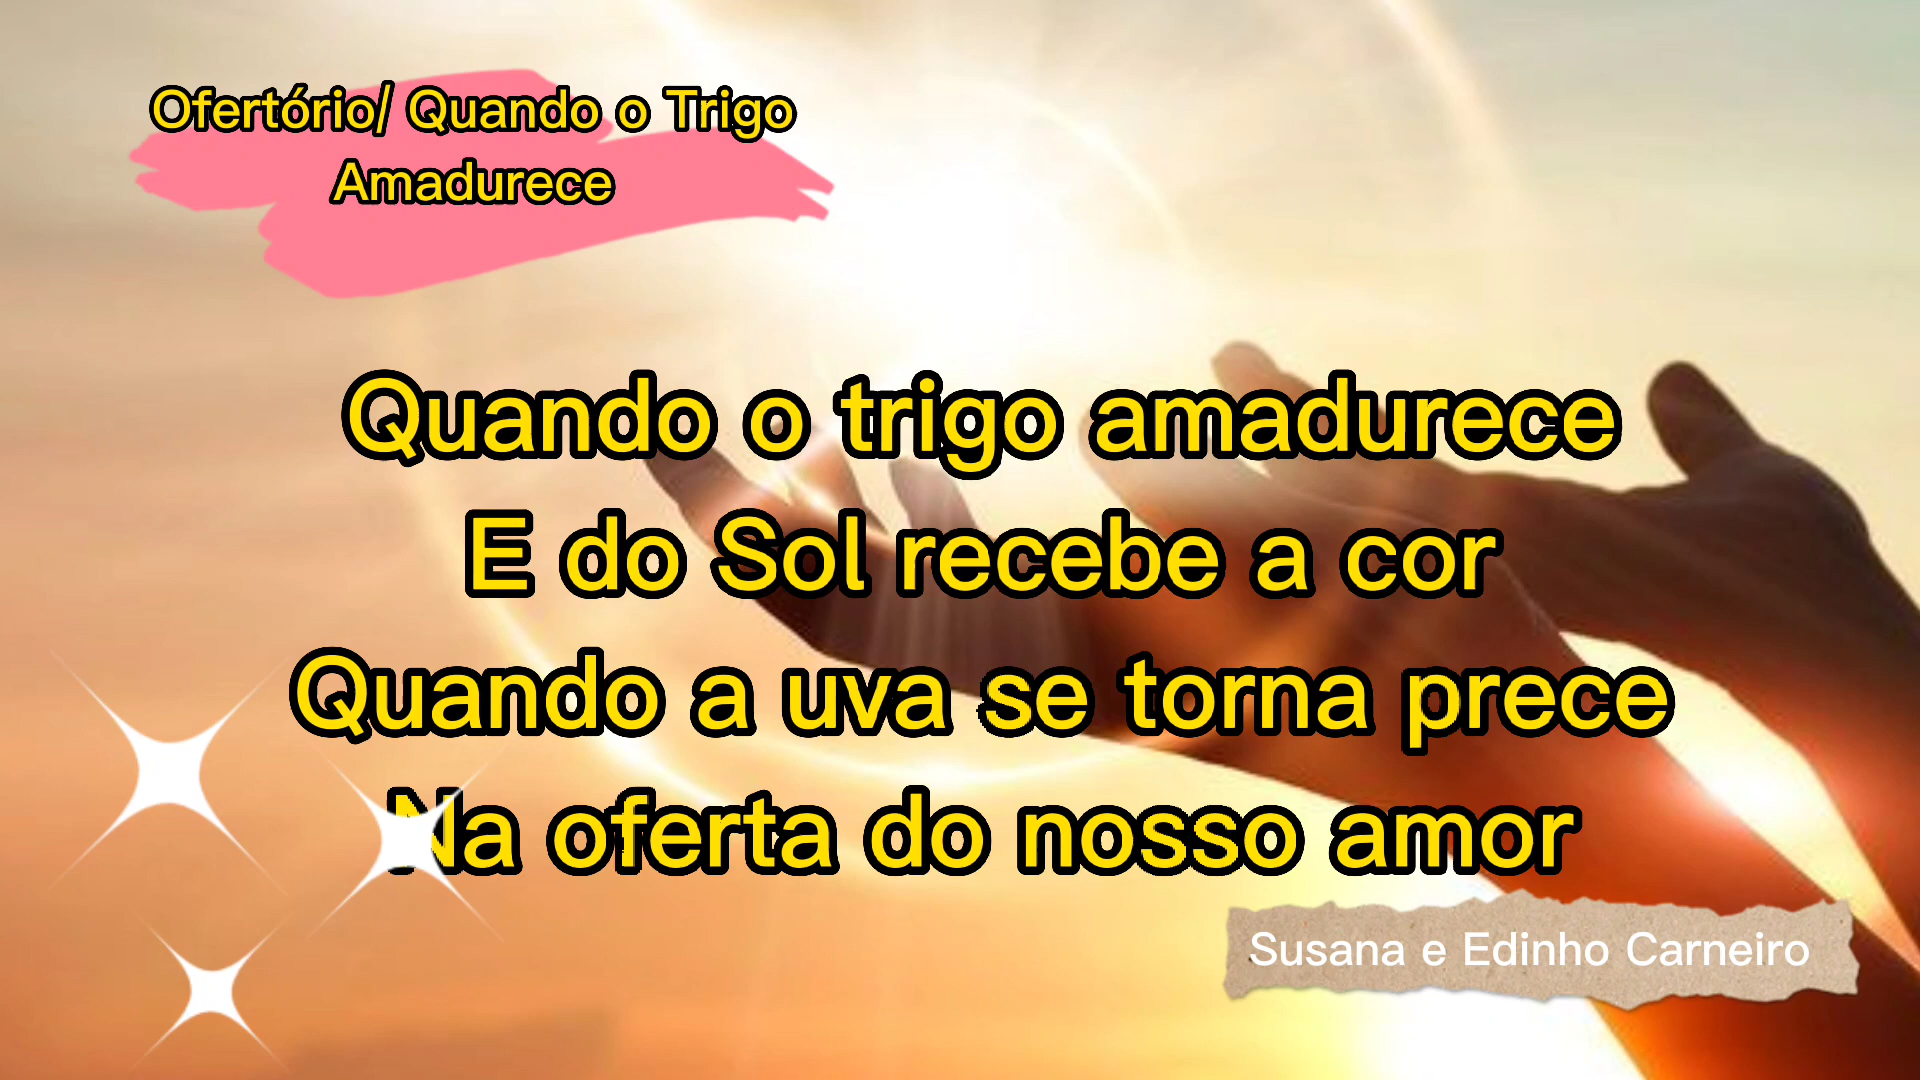 Ofertório/ Quando o Trigo
Amadurece
Quando o trigo amadurece
E do Sol recebe a cor
Quando a uva se torna prece
Na oferta do nosso amor
Susana e Edinho Carneiro